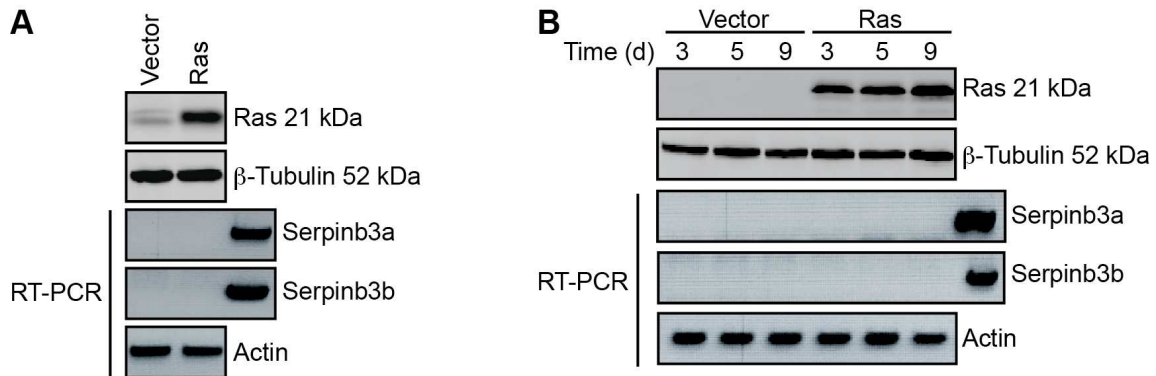 A
Vector
Ras
Ras 21 kDa
β-Tubulin 52 kDa
RT-PCR
Serpinb3a
Serpinb3b
Actin
B
Vector Ras
Time (d) 3 5 9 3 5 9
Ras 21 kDa
β-Tubulin 52 kDa
RT-PCR
Serpinb3a
Serpinb3b
Actin